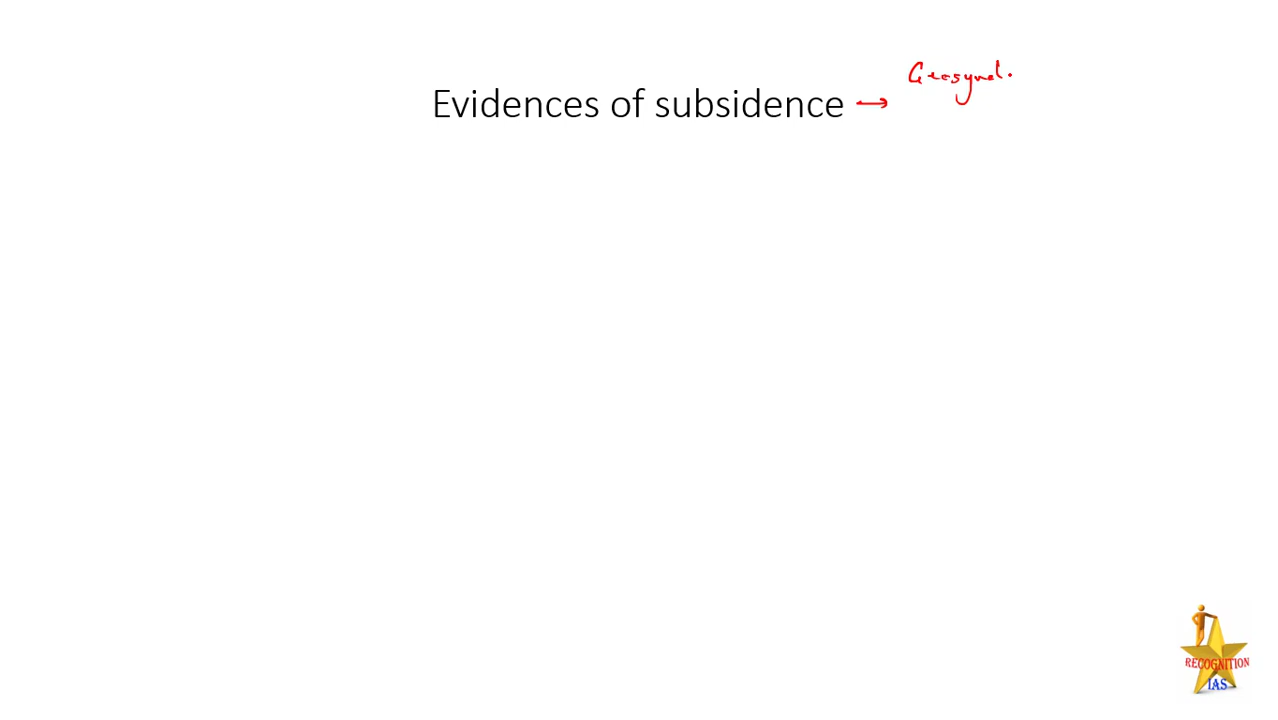 Geosyncl.
Evidences of subsidence →
RECOGNITION
IAS